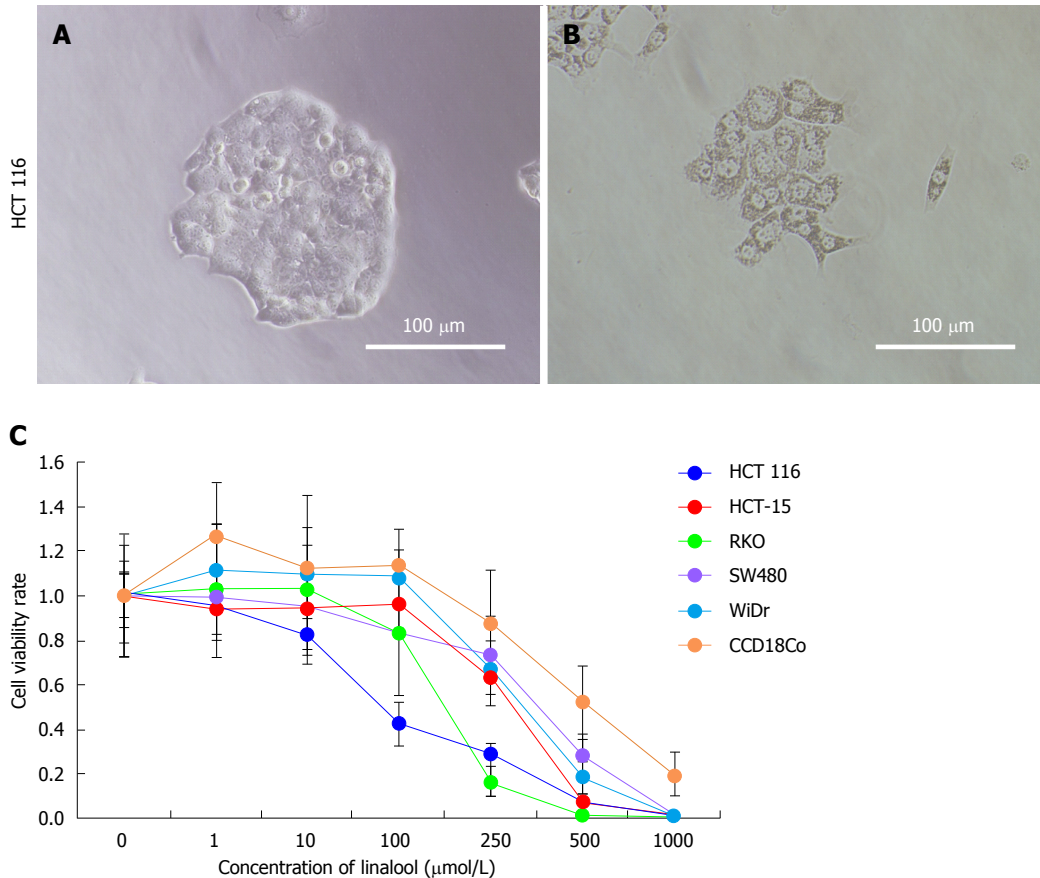 A
B
HCT 116
100 μm
100 μm
C
Cell viability rate
1.6
1.4
1.2
1.0
0.8
0.6
0.4
0.2
0.0
0 1 10 100 250 500 1000
Concentration of linalool (μmol/L)
HCT 116
HCT-15
RKO
SW480
WiDr
CCD18Co